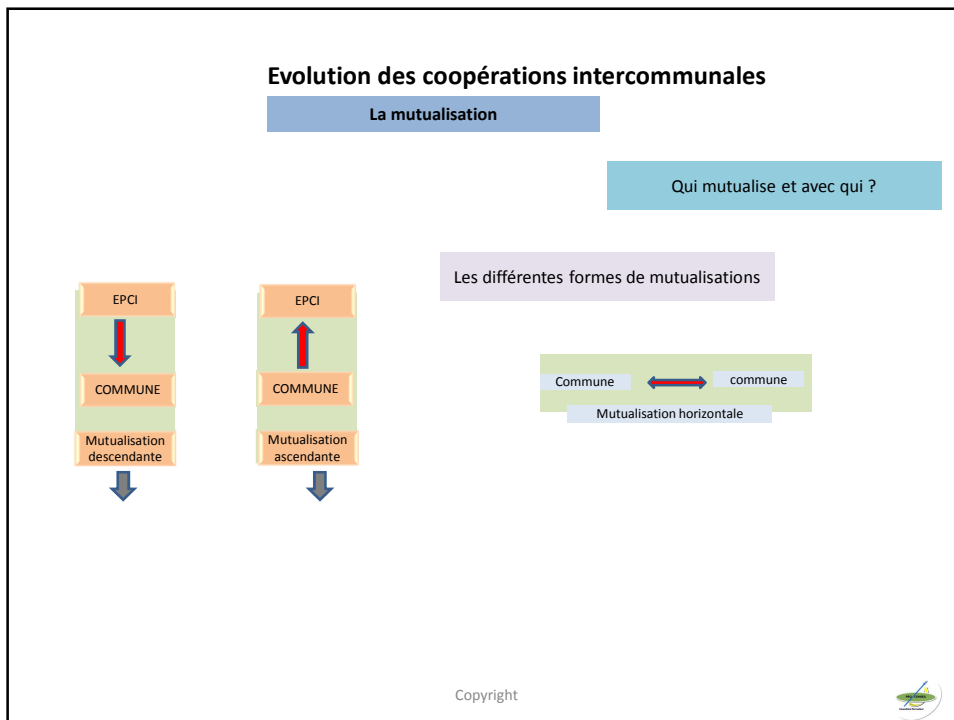 Evolution des coopérations intercommunales
La mutualisation
Qui mutualise et avec qui ?
Les différentes formes de mutualisations
EPCI
COMMUNE
Mutualisation
descendante
EPCI
COMMUNE
Mutualisation
ascendante
Commune
commune
Mutualisation horizontale
Copyright